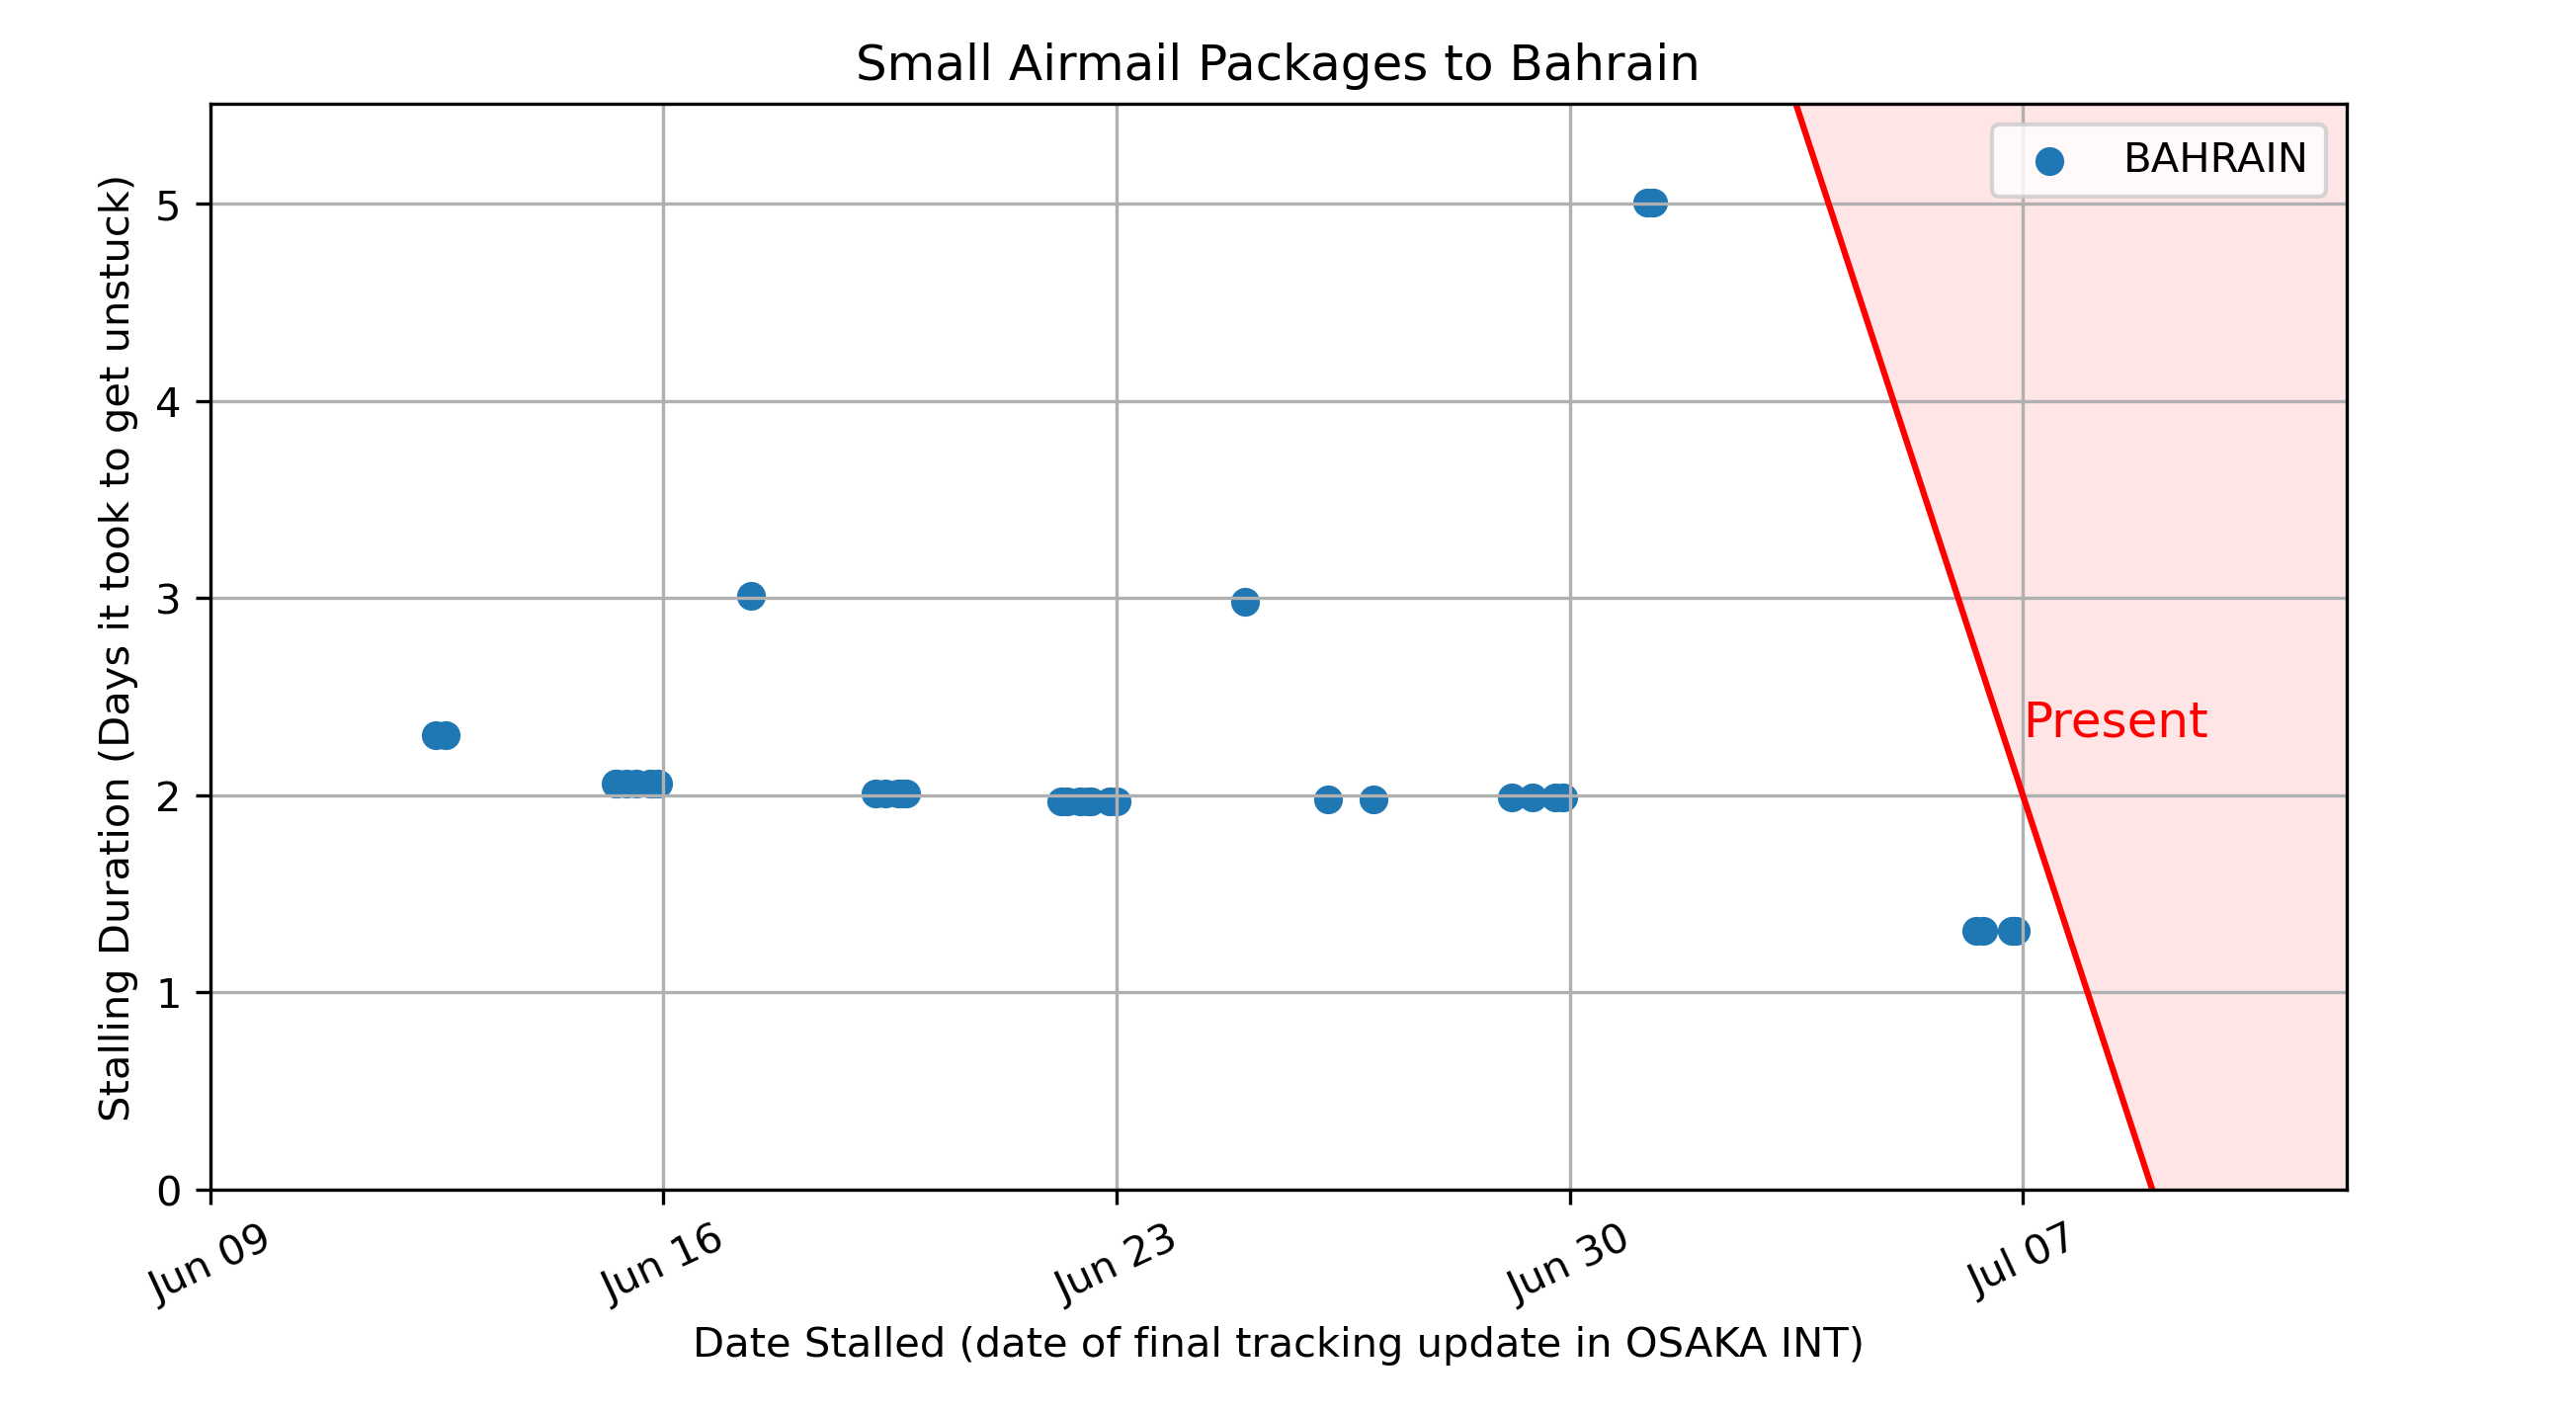 Small Airmail Packages to Bahrain
BAHRAIN
Stalling Duration (Days it took to get unstuck)
5
4
3
2
1
0
Present
Jun 09
Jun 16
Jun 23
Jun 30
Jul 07
Date Stalled (date of final tracking update in OSAKA INT)